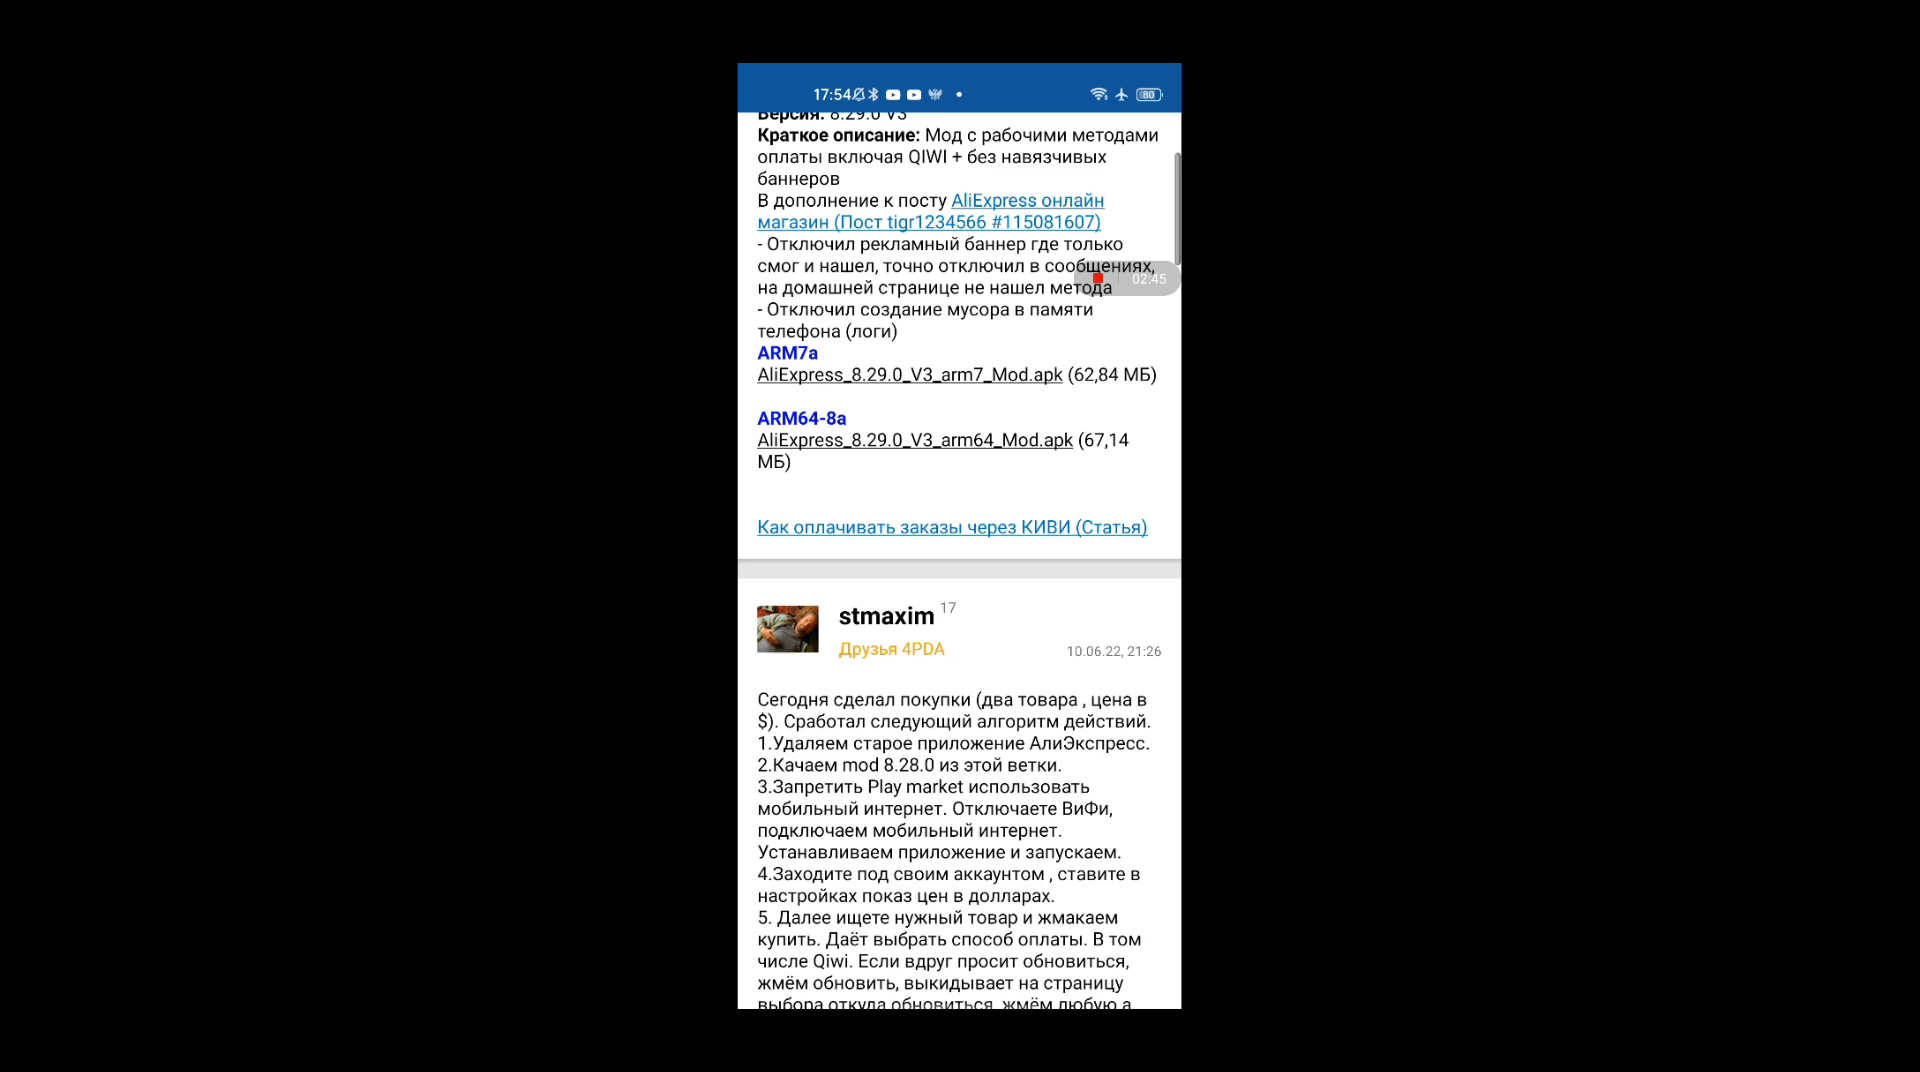 17:54
80
Версия: 8.29.0 V3
Краткое описание: Мод с рабочими методами
оплаты включая QIWI + без навязчивых
баннеров
В дополнение к посту AliExpress онлайн
магазин (Пост tigr1234566 #115081607)
- Отключил рекламный баннер где только
смог и нашел, точно отключил в сообщениях,
02:45
на домашней странице не нашел метода
- Отключил создание мусора в памяти
телефона (логи)
ARM7a
AliExpress_8.29.0_V3_arm7_Mod.apk (62,84 МБ)
ARM64-8a
AliExpress_8.29.0_V3_arm64_Mod.apk (67,14
МБ)
Как оплачивать заказы через КИВИ (Статья)
stmaxim 17
Друзья 4PDA
10.06.22, 21:26
Сегодня сделал покупки (два товара , цена в
$). Сработал следующий алгоритм действий.
1.Удаляем старое приложение АлиЭкспресс.
2.Качаем mod 8.28.0 из этой ветки.
3.Запретить Play market использовать
мобильный интернет. Отключаете ВиФи,
подключаем мобильный интернет.
Устанавливаем приложение и запускаем.
4.Заходите под своим аккаунтом , ставите в
настройках показ цен в долларах.
5. Далее ищете нужный товар и жмакаем
купить. Даёт выбрать способ оплаты. В том
числе Qiwi. Если вдруг просит обновиться,
жмём обновить, выкидывает на страницу
выбора откуда обновиться, жмём любую а